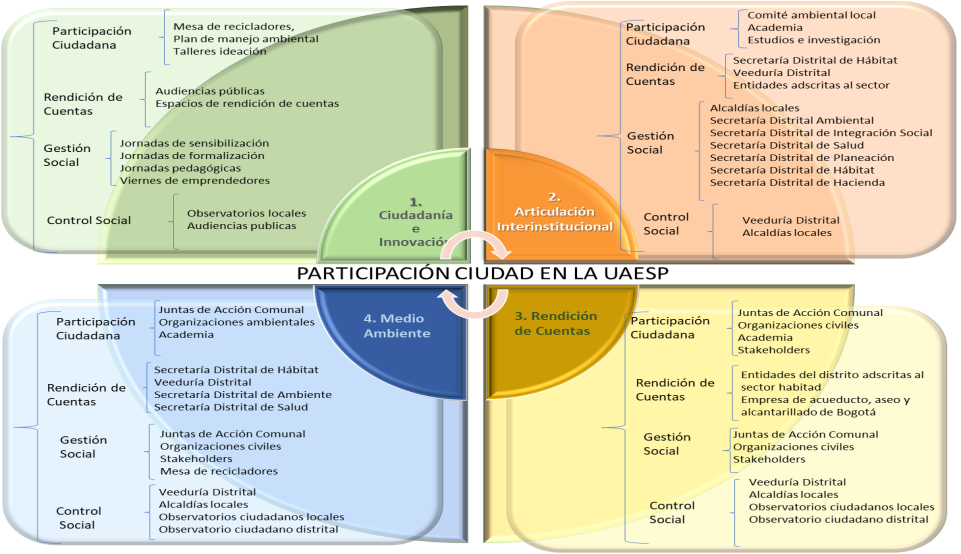 Participación
Ciudadana
Mesa de recicladores,
Plan de manejo ambiental
Talleres ideación
Rendición de
Cuentas
Audiencias públicas
Espacios de rendición de cuentas
Gestión
Social
Jornadas de sensibilización
Jornadas de formalización
Jornadas pedagógicas
Viernes de emprendedores
Control Social
Observatorios locales
Audiencias publicas
1.
Ciudadanía
e
Innovación
2.
Articulación
Interinstitucional
Participación
Ciudadana
Comité ambiental local
Academia
Estudios e investigación
Rendición de
Cuentas
Secretaría Distrital de Hábitat
Veeduría Distrital
Entidades adscritas al sector
Gestión
Social
Alcaldías locales
Secretaría Distrital Ambiental
Secretaría Distrital de Integración Social
Secretaría Distrital de Salud
Secretaría Distrital de Planeación
Secretaría Distrital de Hábitat
Secretaría Distrital de Hacienda
Control
Social
Veeduría Distrital
Alcaldías locales
PARTICIPACIÓN CIUDAD EN LA UAESP
Participación
Ciudadana
Juntas de Acción Comunal
Organizaciones ambientales
Academia
Rendición de
Cuentas
Secretaría Distrital de Hábitat
Veeduría Distrital
Secretaría Distrital de Ambiente
Secretaría Distrital de Salud
Gestión
Social
Juntas de Acción Comunal
Organizaciones civiles
Stakeholders
Mesa de recicladores
Control
Social
Veeduría Distrital
Alcaldías locales
Observatorios ciudadanos locales
Observatorio ciudadano distrital
4. Medio
Ambiente
3. Rendición
de Cuentas
Participación
Ciudadana
Juntas de Acción Comunal
Organizaciones civiles
Academia
Stakeholders
Rendición de
Cuentas
Entidades del distrito adscritas al
sector habitad
Empresa de acueducto, aseo y
alcantarillado de Bogotá
Gestión
Social
Juntas de Acción Comunal
Organizaciones civiles
Stakeholders
Control
Social
Veeduría Distrital
Alcaldías locales
Observatorios ciudadanos locales
Observatorio ciudadano distrital